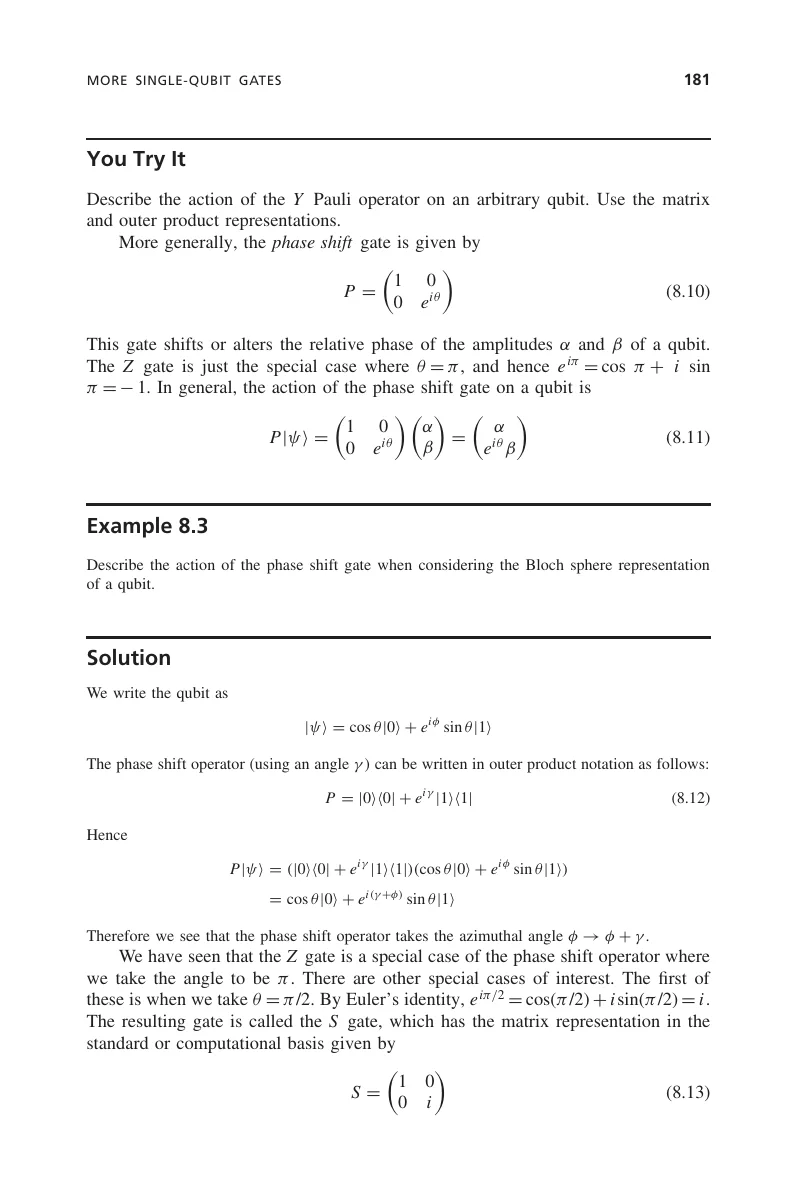 MORE SINGLE-QUBIT GATES 181
You Try It
Describe the action of the Y Pauli operator on an arbitrary qubit. Use the matrix
and outer product representations.
More generally, the phase shift gate is given by
P = (1 0
0 e^{iθ}) (8.10)
This gate shifts or alters the relative phase of the amplitudes α and β of a qubit.
The Z gate is just the special case where θ = π, and hence e^{iπ} = cos π + i sin
π = − 1. In general, the action of the phase shift gate on a qubit is
P|ψ⟩ = (1 0
0 e^{iθ}) (α
β) = (α
e^{iθ} β) (8.11)
Example 8.3
Describe the action of the phase shift gate when considering the Bloch sphere representation
of a qubit.
Solution
We write the qubit as
|ψ⟩ = cos θ|0⟩ + e^{iϕ} sin θ|1⟩
The phase shift operator (using an angle γ) can be written in outer product notation as follows:
P = |0⟩⟨0| + e^{iγ}|1⟩⟨1| (8.12)
Hence
P|ψ⟩ = (|0⟩⟨0| + e^{iγ}|1⟩⟨1|)(cos θ|0⟩ + e^{iϕ} sin θ|1⟩)
= cos θ|0⟩ + e^{i(γ+ϕ)} sin θ|1⟩
Therefore we see that the phase shift operator takes the azimuthal angle ϕ → ϕ + γ.
We have seen that the Z gate is a special case of the phase shift operator where
we take the angle to be π. There are other special cases of interest. The first of
these is when we take θ = π/2. By Euler's identity, e^{iπ/2} = cos(π/2) + i sin(π/2) = i.
The resulting gate is called the S gate, which has the matrix representation in the
standard or computational basis given by
S = (1 0
0 i) (8.13)